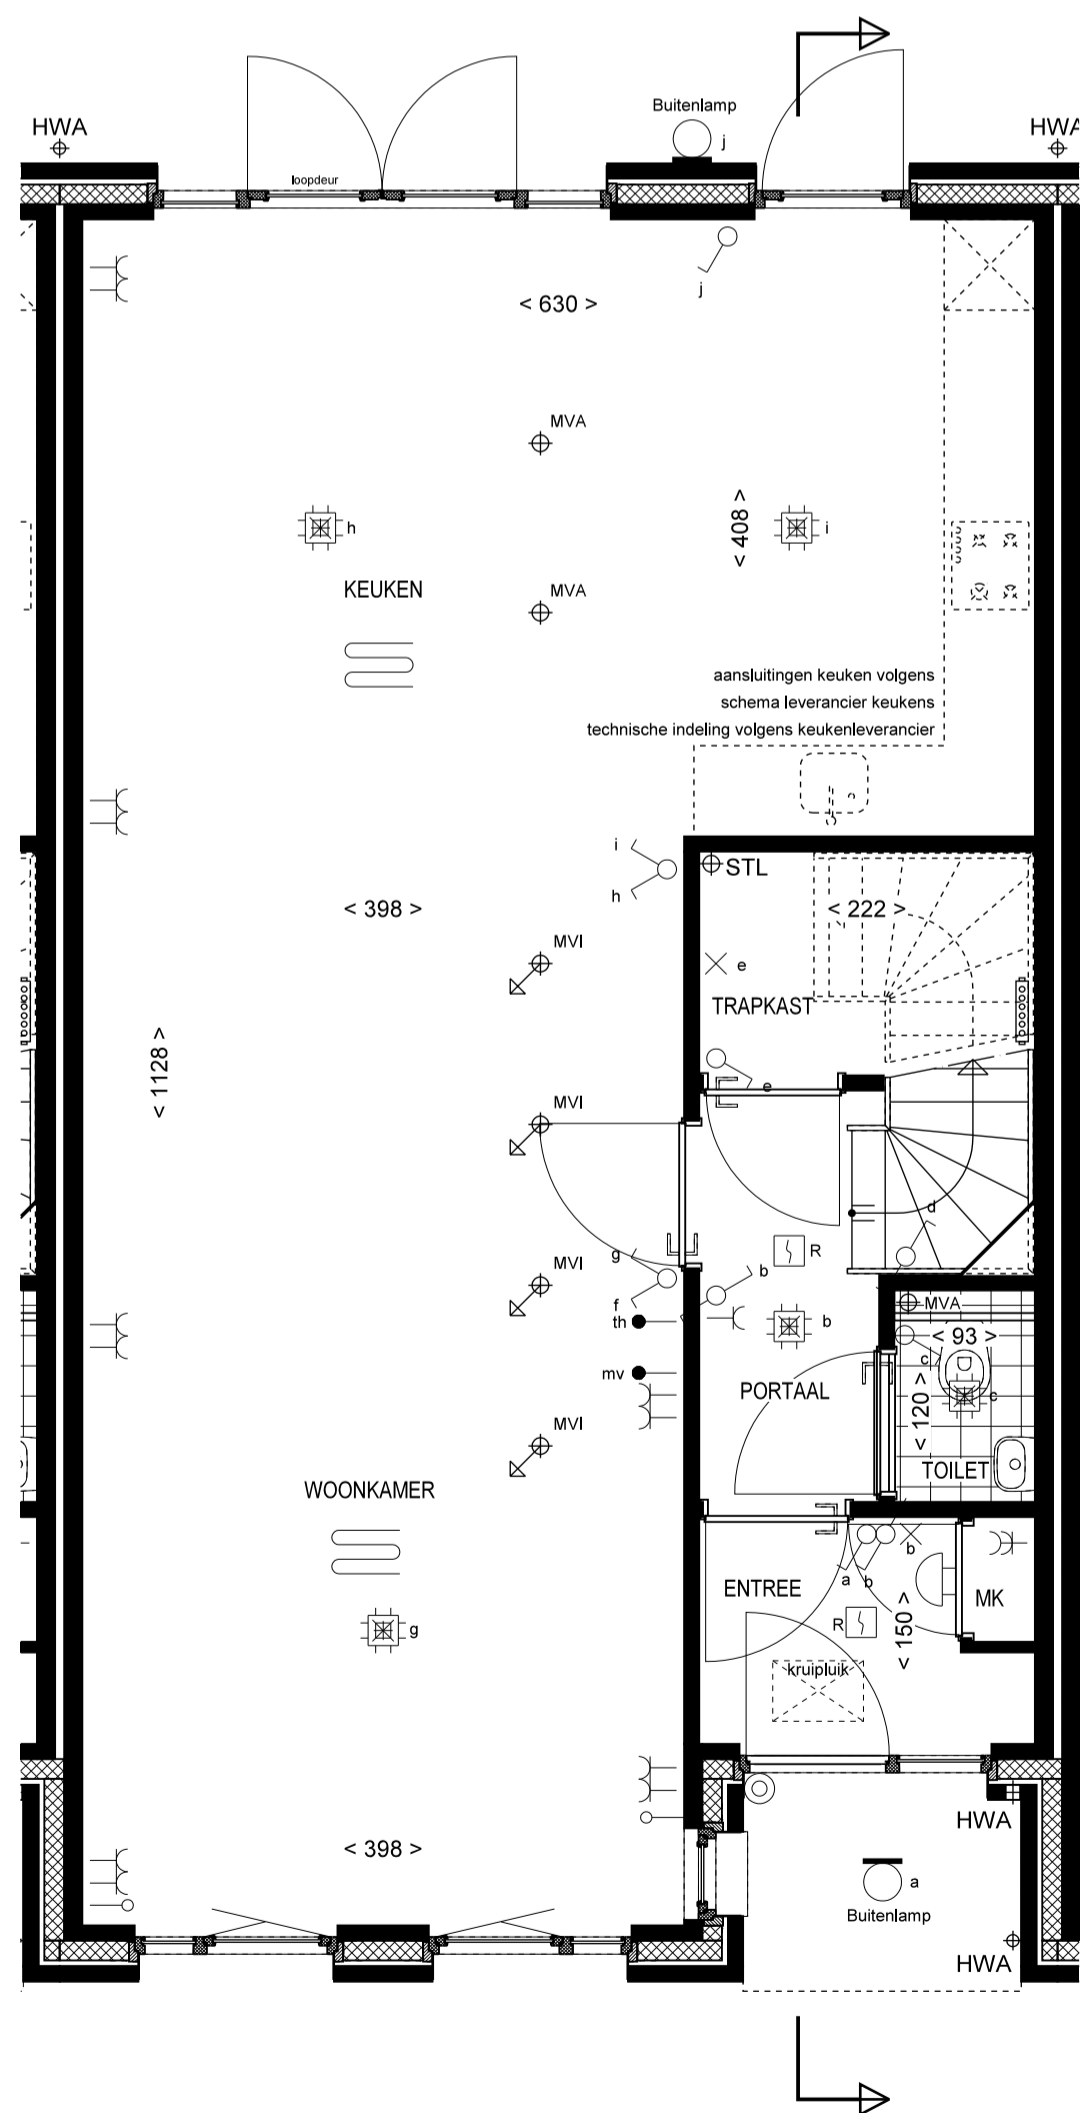 Buitenlamp
j
HWA
HWA
loopdeur
j
< 630 >
MVA
< 408 >
h
i
KEUKEN
MVA
aansluitingen keuken volgens
schema leverancier keukens
technische indeling volgens keukenleverancier
i
h
STL
< 398 >
< 222 >
MVI
e
TRAPKAST
< 1128 >
e
MVI
d
g
R
MVI
b
f
th
b
MVA
< 93 >
c
mv
c
PORTAAL
< 120 >
MVI
TOILET
WOONKAMER
b
a
b
ENTREE
MK
R
< 150 >
g
kruipluik
HWA
< 398 >
a
Buitenlamp
HWA